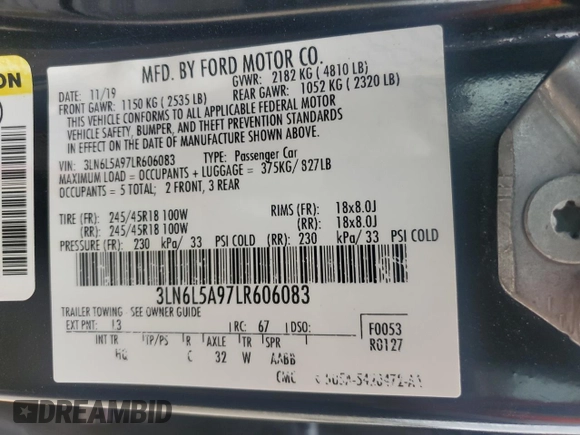 ON
MFD. BY FORD MOTOR CO.
DATE: 11/19 GVWR: 2182 KG ( 4810 LB)
FRONT GAWR: 1150 KG ( 2535 LB) REAR GAWR: 1052 KG ( 2320 LB)
THIS VEHICLE CONFORMS TO ALL APPLICABLE FEDERAL MOTOR
VEHICLE SAFETY, BUMPER, AND THEFT PREVENTION STANDARDS
IN EFFECT ON THE DATE OF MANUFACTURE SHOWN ABOVE.
VIN: 3LN6L5A97LR606083 TYPE: Passenger Car
MAXIMUM LOAD = OCCUPANTS + LUGGAGE = 375KG/ 827LB
OCCUPANTS = 5 TOTAL; 2 FRONT, 3 REAR
TIRE (FR): 245/45R18 100W RIMS (FR): 18x8.0J
(RR): 245/45R18 100W (RR): 18x8.0J
PRESSURE (FR): 230 kPa/ 33 PSI COLD (RR): 230 kPa/ 33 PSI COLD
3LN6L5A97LR606083
TRAILER TOWING SEE OWNER GUIDE
EXT PNT: 13 RC: 67 DSO: F0053
INT TR TP/PS R AXLE TR SPR R0127
HQ C 32 W AABB
DREAMBID